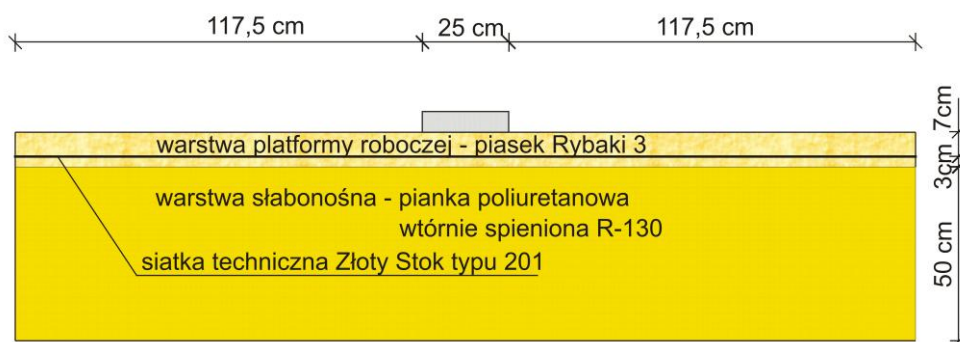 117,5 cm 25 cm 117,5 cm
7cm
warstwa platformy roboczej - piasek Rybaki 3
3cm
warstwa słabonośna - pianka poliuretanowa
wtórnie spieniona R-130
50 cm
siatka techniczna Złoty Stok typu 201